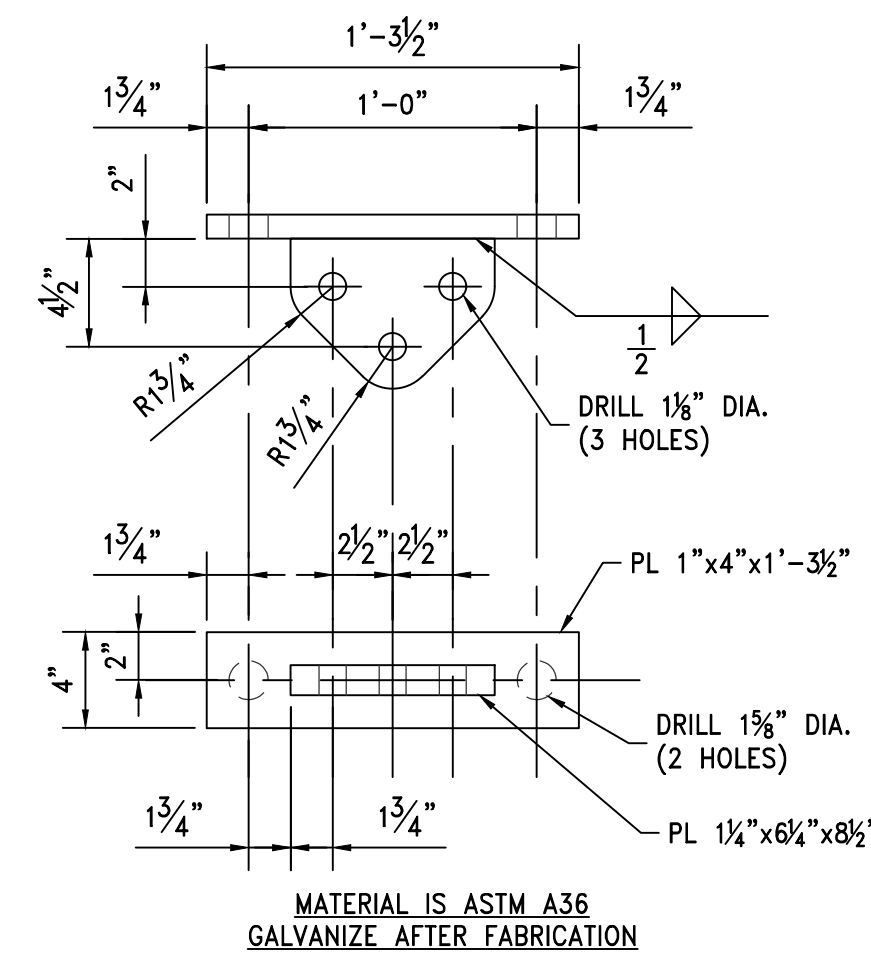 1'-3½"
1¾"
1'-0"
1¾"
2"
4½"
R1¾"
R1¾"
1/2
DRILL 1⅛" DIA.
(3 HOLES)
1¾"
2½"
2½"
PL 1"x4"x1'-3½"
4"
2"
DRILL 1⅝" DIA.
(2 HOLES)
1¾"
1¾"
PL 1¼"x6¼"x8½"
MATERIAL IS ASTM A36
GALVANIZE AFTER FABRICATION